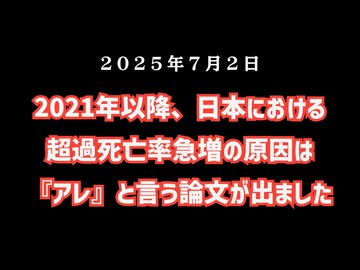 ２０２５年７月２日
2021年以降、日本における
超過死亡率急増の原因は
『アレ』と言う論文が出ました